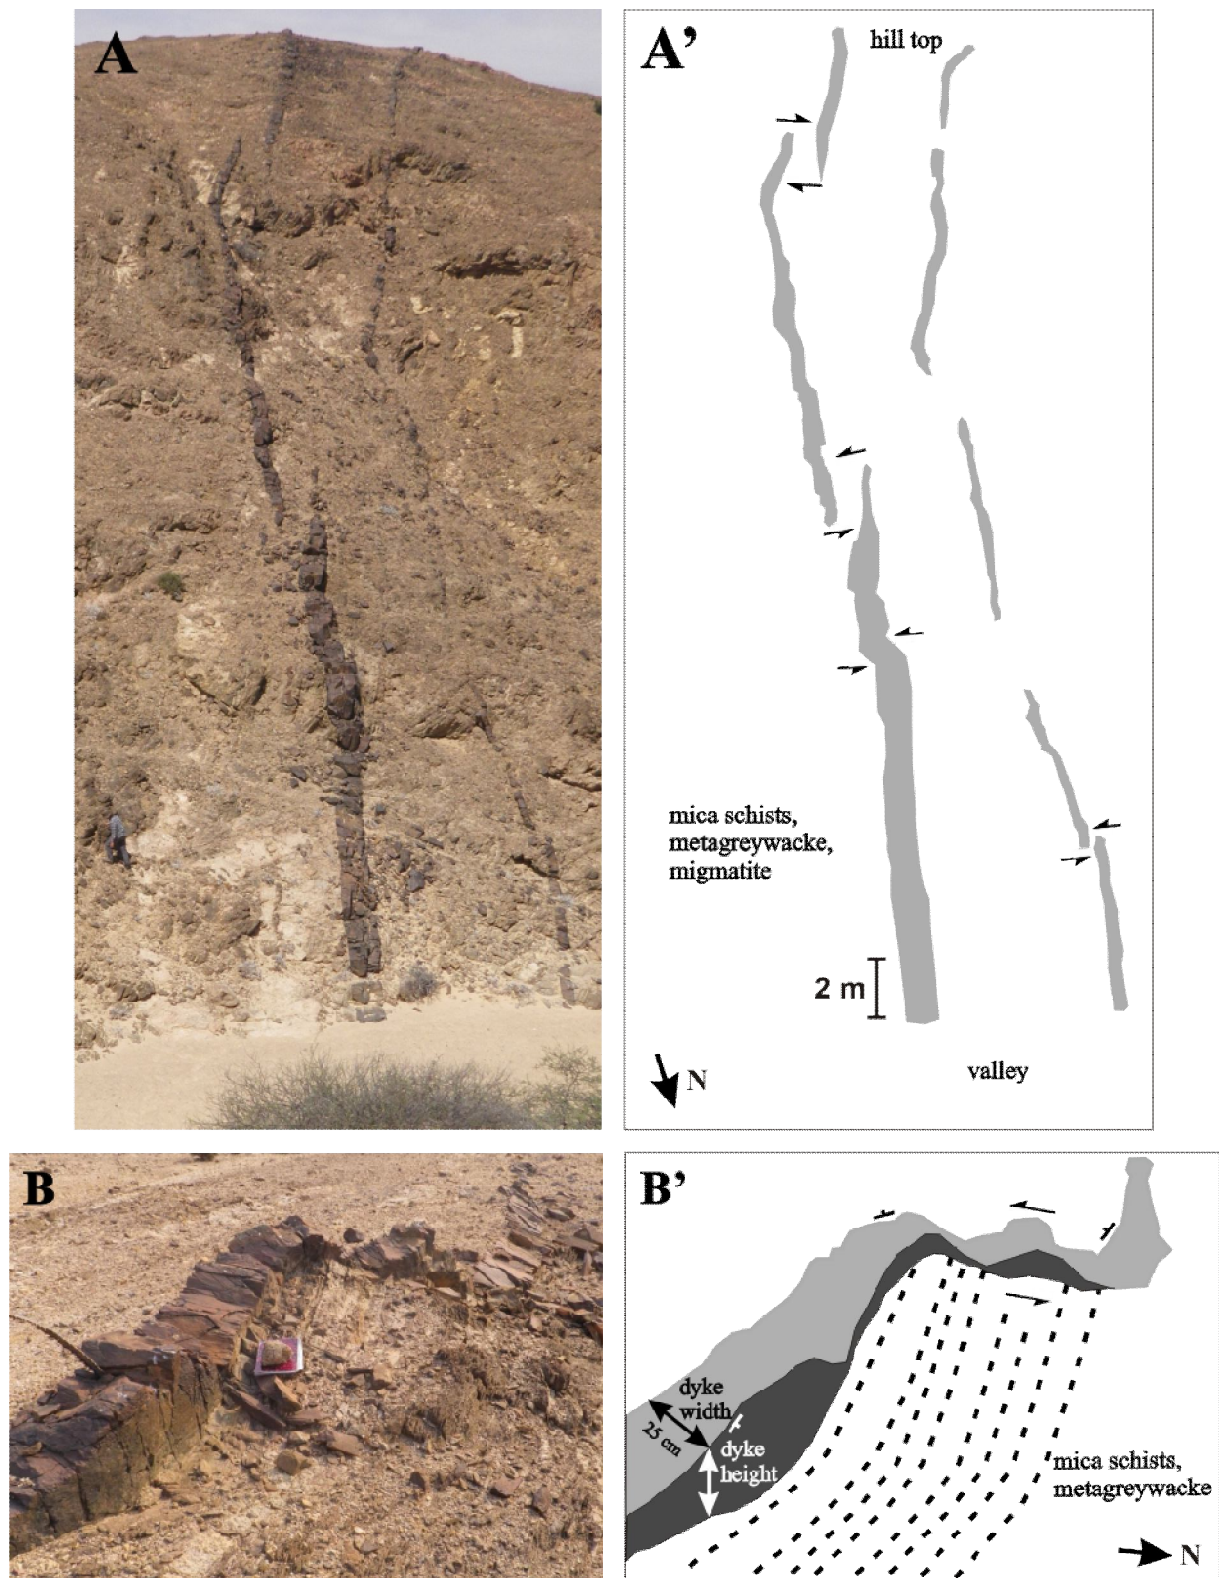 A
A’
hill top
mica schists,
metagreywacke,
migmatite
2 m
N
valley
B
B’
dyke
width
25 cm
dyke
height
mica schists,
metagreywacke
N